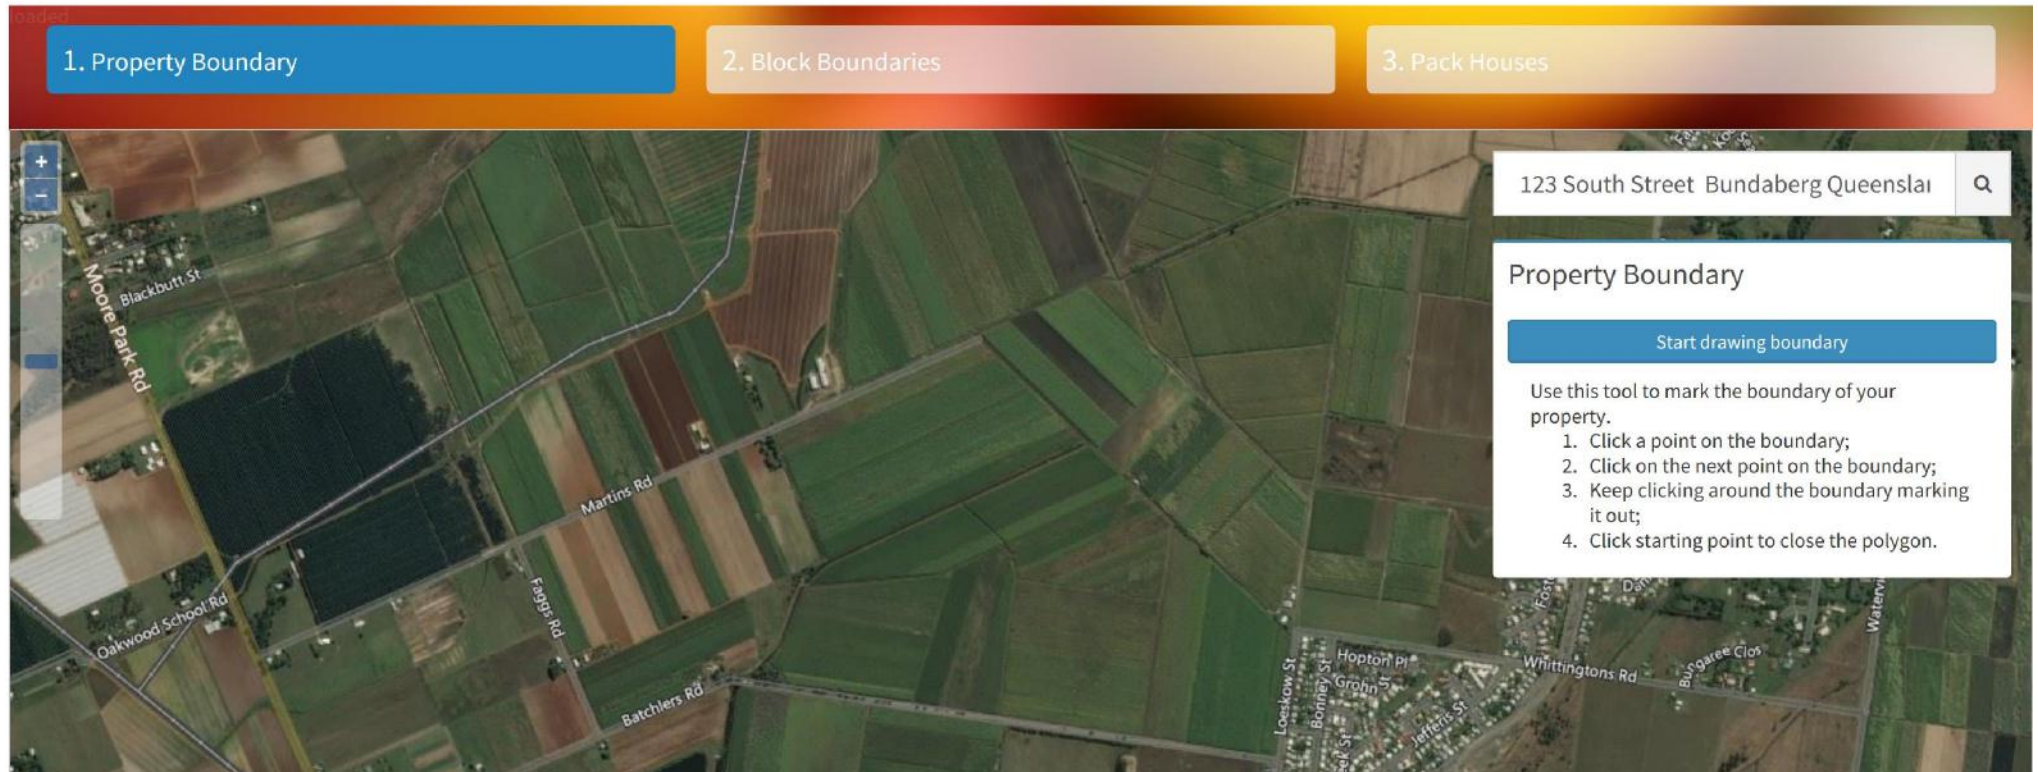 loaded
1. Property Boundary
2. Block Boundaries
3. Pack Houses
+
−
123 South Street Bundaberg Queenslar
Property Boundary
Start drawing boundary
Use this tool to mark the boundary of your
property.
1. Click a point on the boundary;
2. Click on the next point on the boundary;
3. Keep clicking around the boundary marking
it out;
4. Click starting point to close the polygon.
Blackbutt St
Moore Park Rd
Martins Rd
Faggs Rd
Oakwood School Rd
Batchlers Rd
Loeskow St
Bonney St
Hopton Pl
Grohn St
Jefferis St
Whittingtons Rd
Bungaree Clos
Fost
Watervi